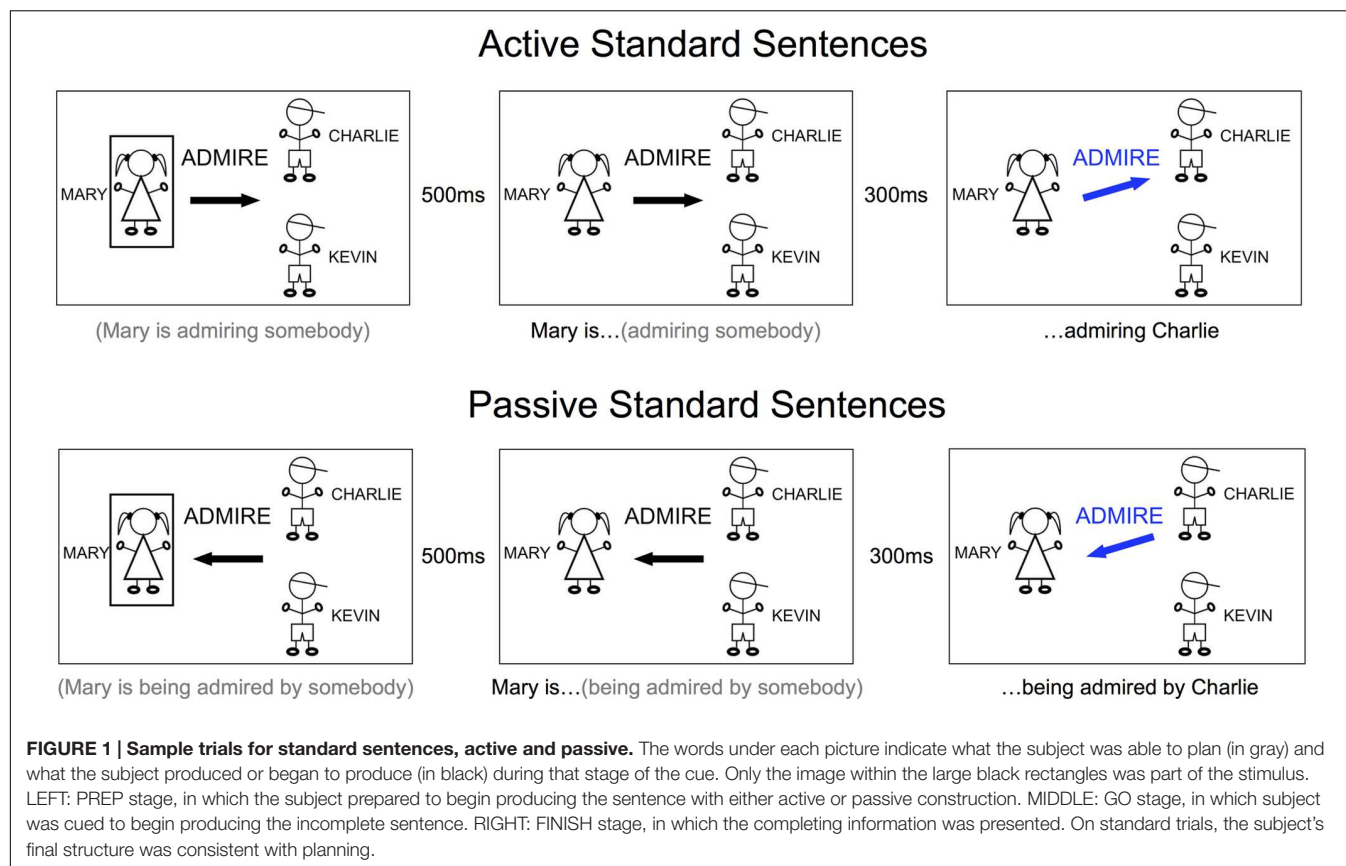 Active Standard Sentences
MARY
ADMIRE
CHARLIE
KEVIN
500ms
MARY
ADMIRE
CHARLIE
KEVIN
300ms
MARY
ADMIRE
CHARLIE
KEVIN
(Mary is admiring somebody)
Mary is…(admiring somebody)
…admiring Charlie
Passive Standard Sentences
MARY
ADMIRE
CHARLIE
KEVIN
500ms
MARY
ADMIRE
CHARLIE
KEVIN
300ms
MARY
ADMIRE
CHARLIE
KEVIN
(Mary is being admired by somebody)
Mary is…(being admired by somebody)
…being admired by Charlie
FIGURE 1 | Sample trials for standard sentences, active and passive. The words under each picture indicate what the subject was able to plan (in gray) and
what the subject produced or began to produce (in black) during that stage of the cue. Only the image within the large black rectangles was part of the stimulus.
LEFT: PREP stage, in which the subject prepared to begin producing the sentence with either active or passive construction. MIDDLE: GO stage, in which subject
was cued to begin producing the incomplete sentence. RIGHT: FINISH stage, in which the completing information was presented. On standard trials, the subject’s
final structure was consistent with planning.